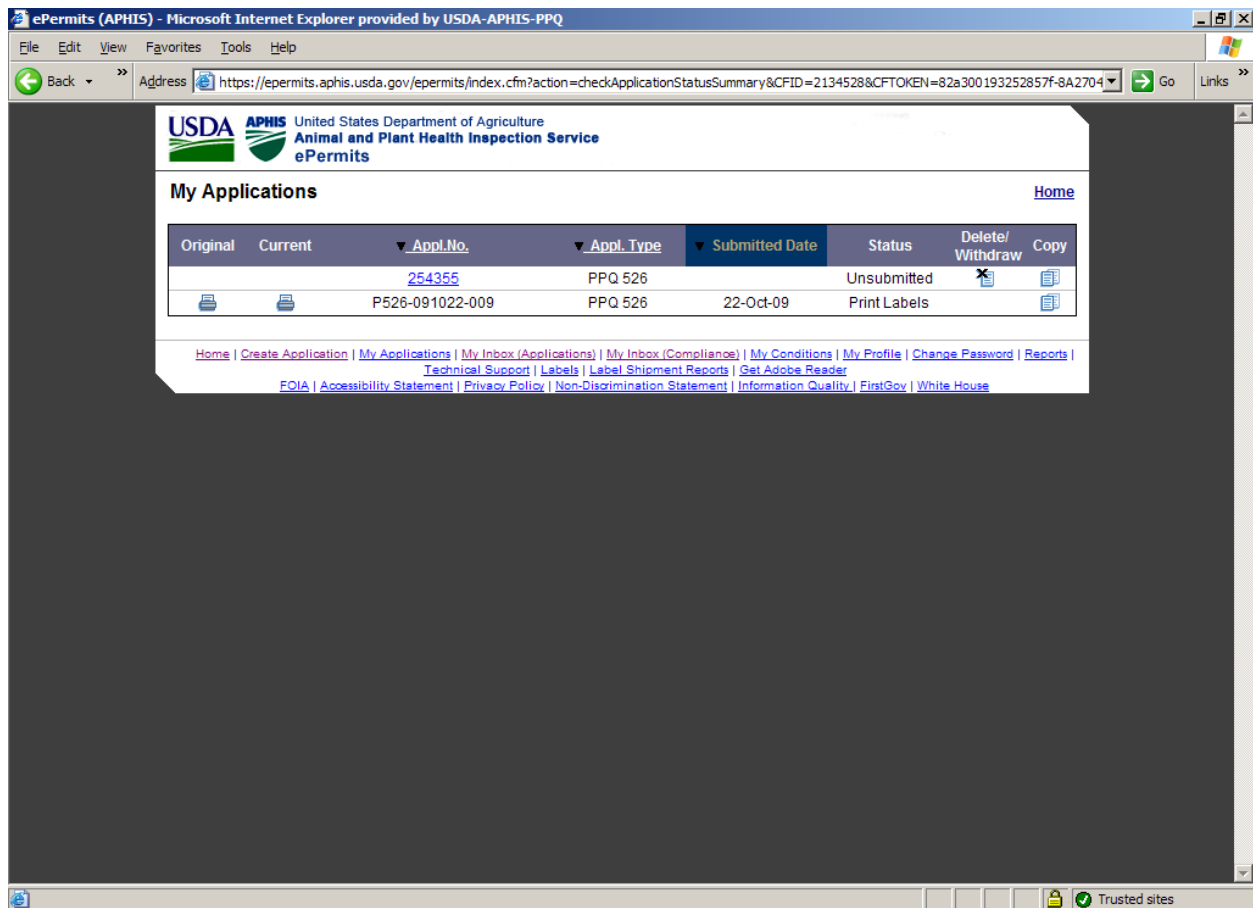 ePermits (APHIS) - Microsoft Internet Explorer provided by USDA-APHIS-PPQ
File Edit View Favorites Tools Help
Back » Address https://epermits.aphis.usda.gov/epermits/index.cfm?action=checkApplicationStatusSummary&CFID=2134528&CFTOKEN=82a300193252857f-8A2704 Go Links »
USDA APHIS United States Department of Agriculture
Animal and Plant Health Inspection Service
ePermits
My Applications Home
Original Current Appl.No. Appl. Type Submitted Date Status Delete/ Withdraw Copy
254355 PPQ 526 Unsubmitted
P526-091022-009 PPQ 526 22-Oct-09 Print Labels
Home | Create Application | My Applications | My Inbox (Applications) | My Inbox (Compliance) | My Conditions | My Profile | Change Password | Reports |
Technical Support | Labels | Label Shipment Reports | Get Adobe Reader
FOIA | Accessibility Statement | Privacy Policy | Non-Discrimination Statement | Information Quality | FirstGov | White House
Trusted sites